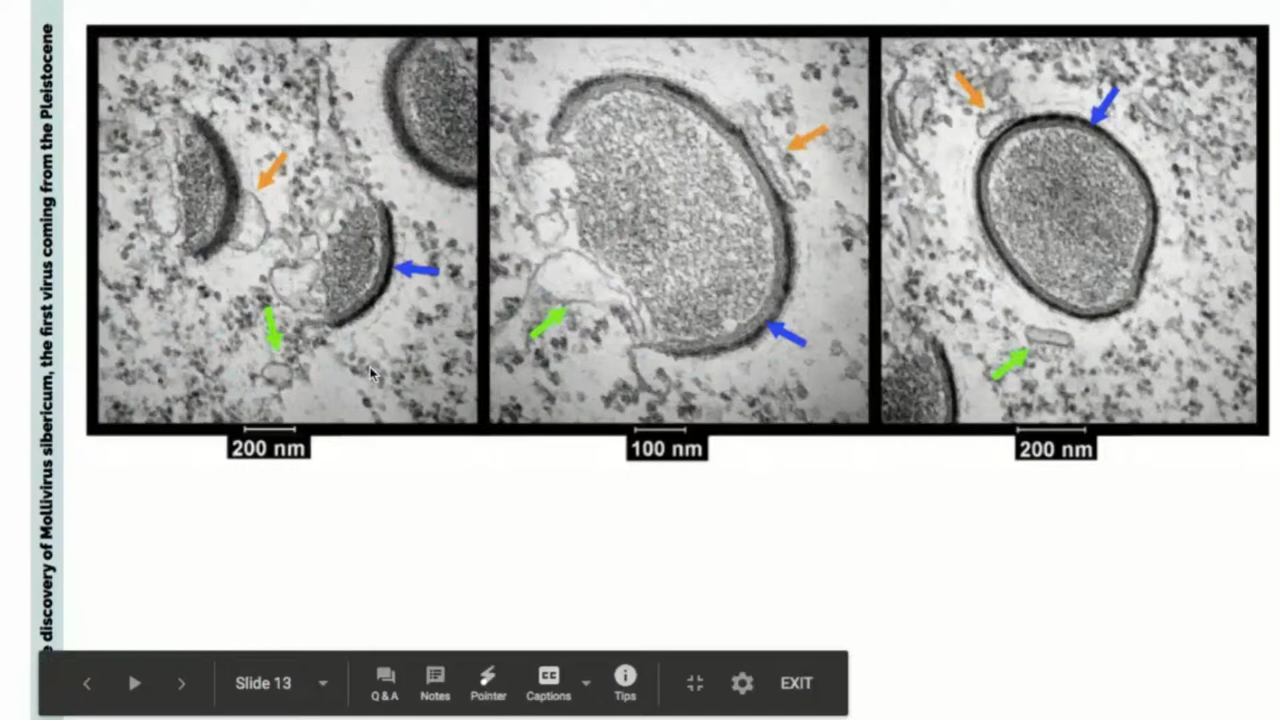 e discovery of Mollivirus sibericum, the first virus coming from the Pleistocene
200 nm
100 nm
200 nm
Slide 13
Q & A
Notes
Pointer
CC
Captions
Tips
EXIT